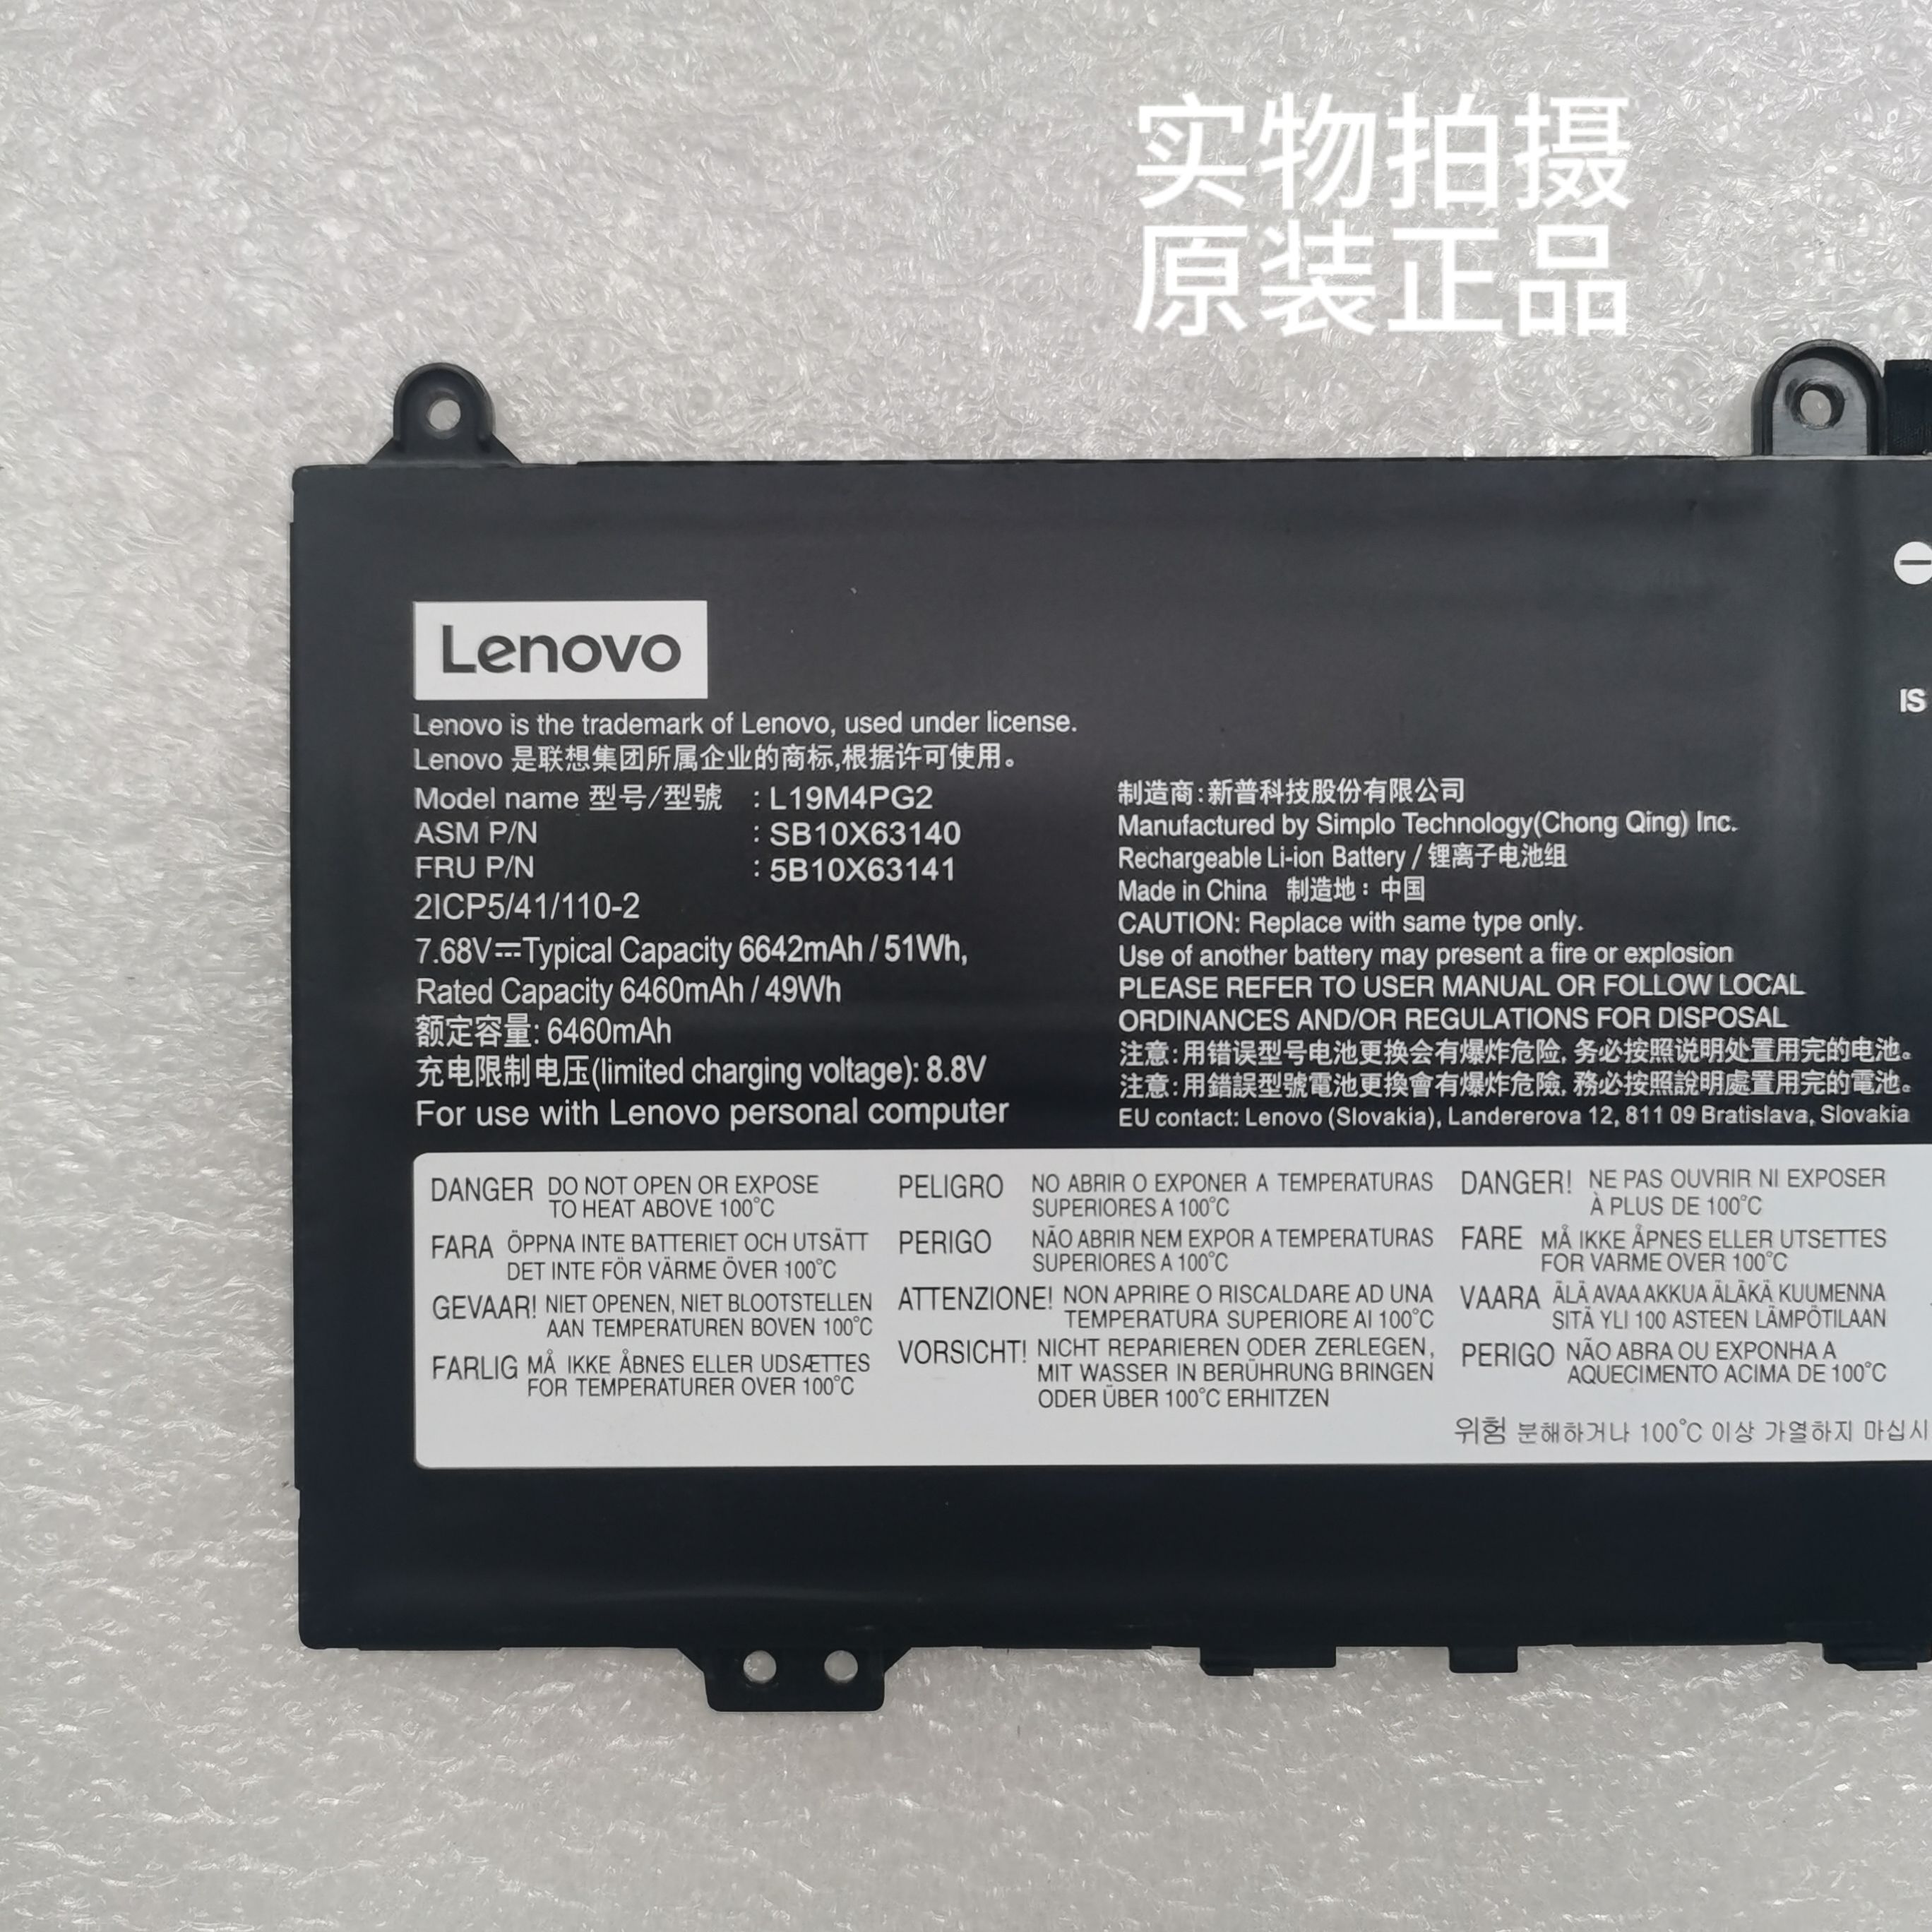 实物拍摄
原装正品
Lenovo
Lenovo is the trademark of Lenovo, used under license.
Lenovo 是联想集团所属企业的商标,根据许可使用。
Model name 型号/型號 : L19M4PG2
ASM P/N : SB10X63140
FRU P/N : 5B10X63141
2ICP5/41/110-2
7.68V⎓Typical Capacity 6642mAh / 51Wh,
Rated Capacity 6460mAh / 49Wh
额定容量: 6460mAh
充电限制电压(limited charging voltage): 8.8V
For use with Lenovo personal computer
制造商:新普科技股份有限公司
Manufactured by Simplo Technology(Chong Qing) Inc.
Rechargeable Li-ion Battery / 锂离子电池组
Made in China 制造地：中国
CAUTION: Replace with same type only.
Use of another battery may present a fire or explosion
PLEASE REFER TO USER MANUAL OR FOLLOW LOCAL
ORDINANCES AND/OR REGULATIONS FOR DISPOSAL
注意:用错误型号电池更换会有爆炸危险, 务必按照说明处置用完的电池。
注意:用錯誤型號電池更換會有爆炸危險, 務必按照說明處置用完的電池。
EU contact: Lenovo (Slovakia), Landererova 12, 811 09 Bratislava, Slovakia
IS
DANGER DO NOT OPEN OR EXPOSE
TO HEAT ABOVE 100°C
FARA ÖPPNA INTE BATTERIET OCH UTSÄTT
DET INTE FÖR VÄRME ÖVER 100°C
GEVAAR! NIET OPENEN, NIET BLOOTSTELLEN
AAN TEMPERATUREN BOVEN 100°C
FARLIG MÅ IKKE ÅBNES ELLER UDSÆTTES
FOR TEMPERATURER OVER 100°C
PELIGRO NO ABRIR O EXPONER A TEMPERATURAS
SUPERIORES A 100°C
PERIGO NÃO ABRIR NEM EXPOR A TEMPERATURAS
SUPERIORES A 100°C
ATTENZIONE! NON APRIRE O RISCALDARE AD UNA
TEMPERATURA SUPERIORE AI 100°C
VORSICHT! NICHT REPARIEREN ODER ZERLEGEN,
MIT WASSER IN BERÜHRUNG BRINGEN
ODER ÜBER 100°C ERHITZEN
DANGER! NE PAS OUVRIR NI EXPOSER
À PLUS DE 100°C
FARE MÅ IKKE ÅPNES ELLER UTSETTES
FOR VARME OVER 100°C
VAARA ÄLÄ AVAA AKKUA ÄLÄKÄ KUUMENNA
SITÄ YLI 100 ASTEEN LÄMPÖTILAAN
PERIGO NÃO ABRA OU EXPONHA A
AQUECIMENTO ACIMA DE 100°C
위험 분해하거나 100°C 이상 가열하지 마십시